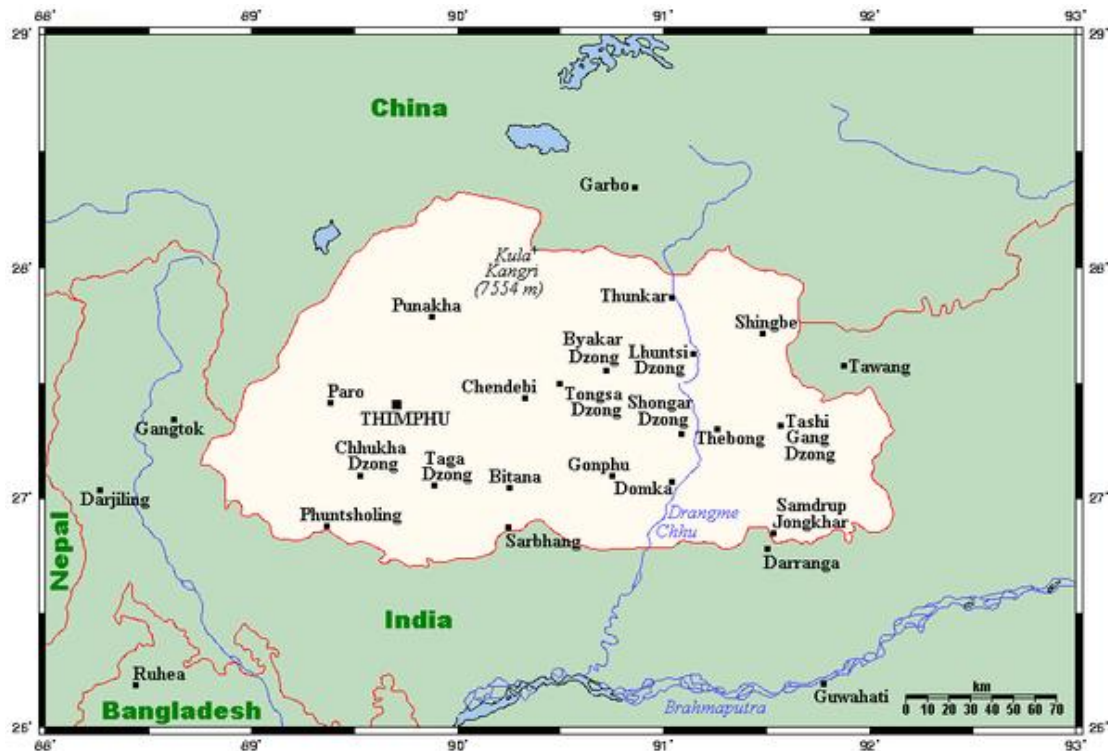 88°
89°
90°
91°
92°
93°
29°
29°
China
Garbo
28°
28°
Kula
Kangri
(7554 m)
Thunkar
Punakha
Shingbe
Byakar
Dzong
Lhuntsi
Dzong
Tawang
Paro
Chendebi
Tongsa
Dzong
Shongar
Dzong
THIMPHU
Gangtok
Thebong
Tashi
Gang
Dzong
Chhukha
Dzong
Taga
Dzong
Bitana
Gonphu
Domka
27°
27°
Darjiling
Phuntsholing
Sarbhang
Drangme
Chhu
Samdrup
Jongkhar
Darranga
Nepal
India
Ruhea
Bangladesh
Brahmaputra
Guwahati
km
0 10 20 30 40 50 60 70
26°
26°
88°
89°
90°
91°
92°
93°